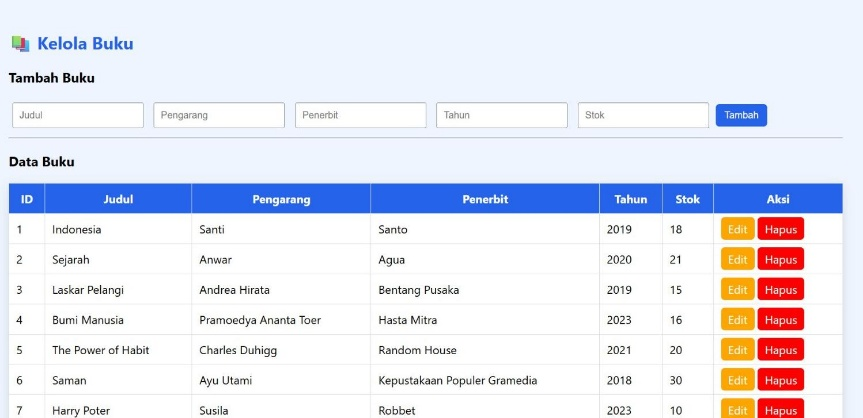 Kelola Buku
Tambah Buku
Judul Pengarang Penerbit Tahun Stok Tambah
Data Buku
ID Judul Pengarang Penerbit Tahun Stok Aksi
1 Indonesia Santi Santo 2019 18 Edit Hapus
2 Sejarah Anwar Agua 2020 21 Edit Hapus
3 Laskar Pelangi Andrea Hirata Bentang Pusaka 2019 15 Edit Hapus
4 Bumi Manusia Pramoedya Ananta Toer Hasta Mitra 2023 16 Edit Hapus
5 The Power of Habit Charles Duhigg Random House 2021 20 Edit Hapus
6 Saman Ayu Utami Kepustakaan Populer Gramedia 2018 30 Edit Hapus
7 Harry Poter Susila Robbet 2023 10 Edit Hapus